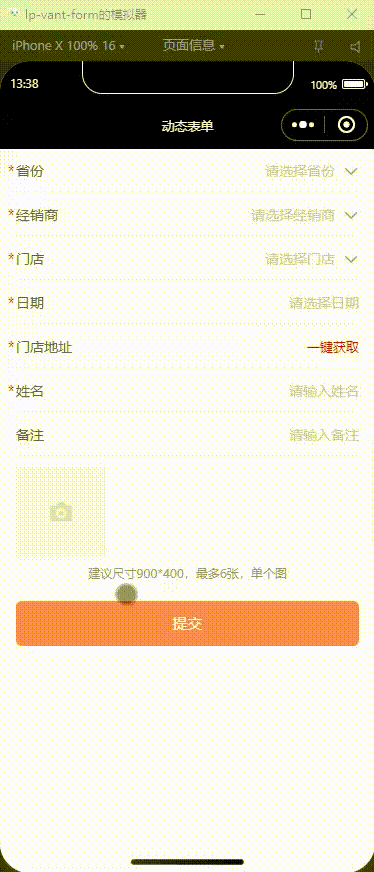 lp-vant-form的模拟器
iPhone X 100% 16 页面信息
13:38 100%
动态表单
*省份 请选择省份
*经销商 请选择经销商
*门店 请选择门店
*日期 请选择日期
*门店地址 一键获取
*姓名 请输入姓名
备注 请输入备注
建议尺寸900*400，最多6张，单个图
提交